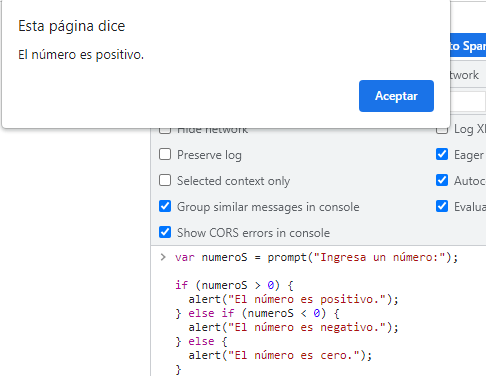 Esta página dice
El número es positivo.
Aceptar
to Spa
twork
Hide network
Log X
Preserve log
Eager
Selected context only
Autoc
Group similar messages in console
Evalua
Show CORS errors in console
> var numeroS = prompt("Ingresa un número:");
if (numeroS > 0) {
alert("El número es positivo.");
} else if (numeroS < 0) {
alert("El número es negativo.");
} else {
alert("El número es cero.");
}